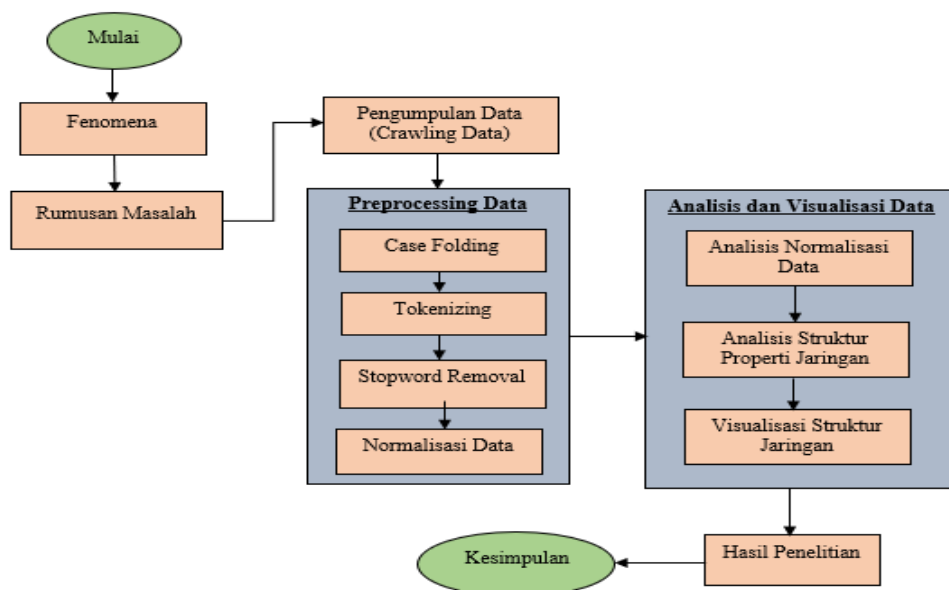 Mulai
Fenomena
Rumusan Masalah
Pengumpulan Data
(Crawling Data)
Preprocessing Data
Case Folding
Tokenizing
Stopword Removal
Normalisasi Data
Analisis dan Visualisasi Data
Analisis Normalisasi
Data
Analisis Struktur
Properti Jaringan
Visualisasi Struktur
Jaringan
Hasil Penelitian
Kesimpulan